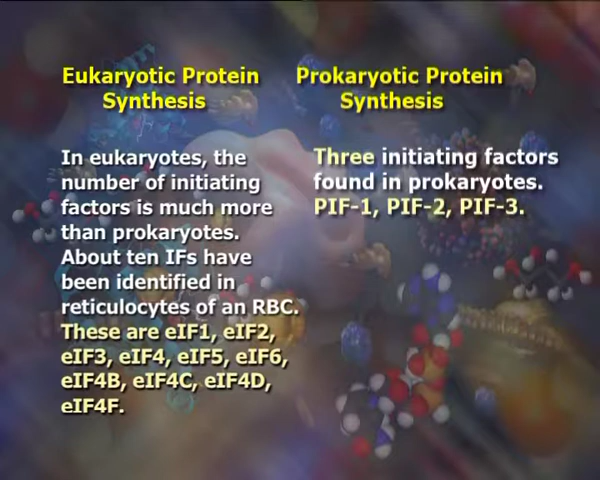 Eukaryotic Protein
Synthesis
In eukaryotes, the
number of initiating
factors is much more
than prokaryotes.
About ten IFs have
been identified in
reticulocytes of an RBC.
These are eIF1, eIF2,
eIF3, eIF4, eIF5, eIF6,
eIF4B, eIF4C, eIF4D,
eIF4F.
Prokaryotic Protein
Synthesis
Three initiating factors
found in prokaryotes.
PIF-1, PIF-2, PIF-3.